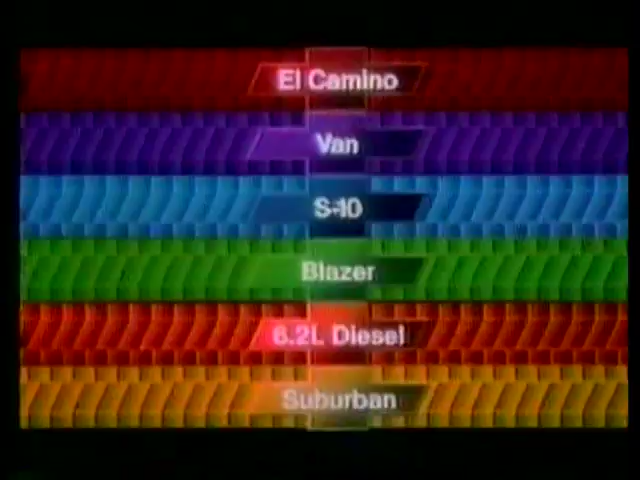 El Camino
Van
S-10
Blazer
6.2L Diesel
Suburban